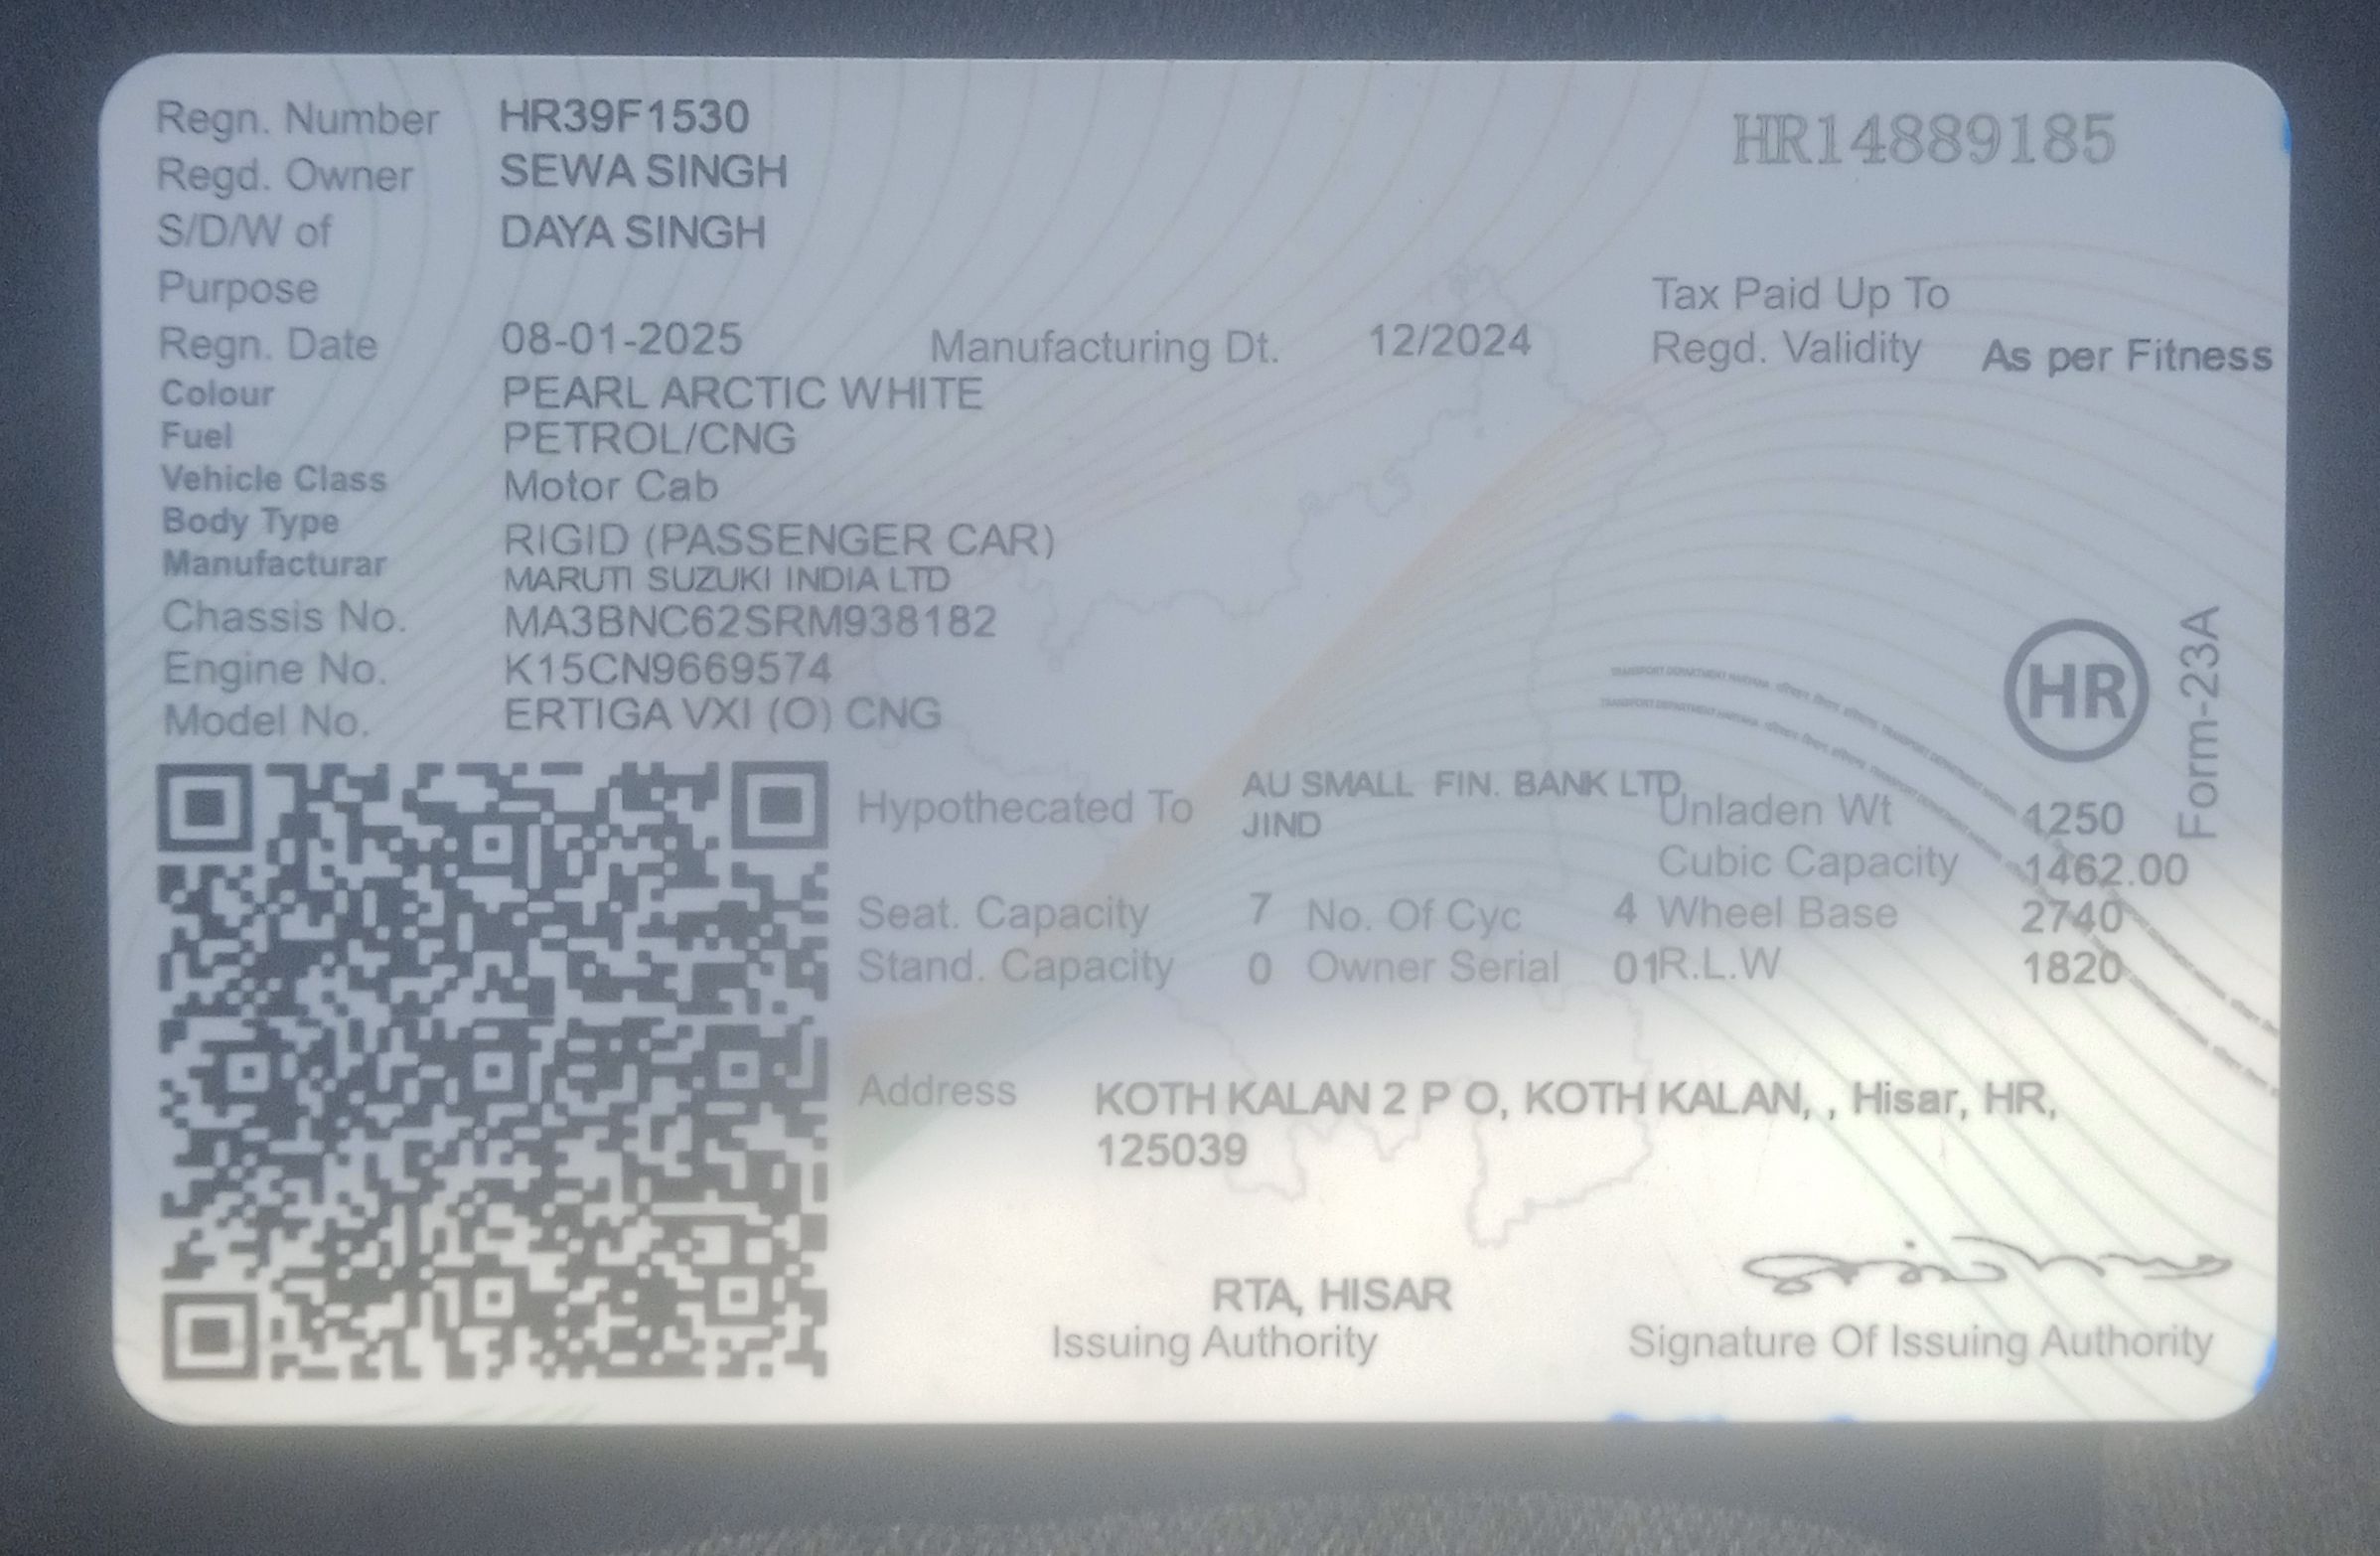 Regn. Number HR39F1530 HR14889185
Regd. Owner SEWA SINGH
S/D/W of DAYA SINGH
Purpose Tax Paid Up To
Regn. Date 08-01-2025 Manufacturing Dt. 12/2024 Regd. Validity As per Fitness
Colour PEARL ARCTIC WHITE
Fuel PETROL/CNG
Vehicle Class Motor Cab
Body Type RIGID (PASSENGER CAR)
Manufacturar MARUTI SUZUKI INDIA LTD
Chassis No. MA3BNC62SRM938182
Engine No. K15CN9669574
Model No. ERTIGA VXI (O) CNG
HR
Form-23A
Hypothecated To AU SMALL FIN. BANK LTD
JIND
Unladen Wt 1250
Cubic Capacity 1462.00
Seat. Capacity 7 No. Of Cyc 4 Wheel Base 2740
Stand. Capacity 0 Owner Serial 01 R.L.W 1820
Address KOTH KALAN 2 P O, KOTH KALAN, , Hisar, HR,
125039
RTA, HISAR
Issuing Authority Signature Of Issuing Authority